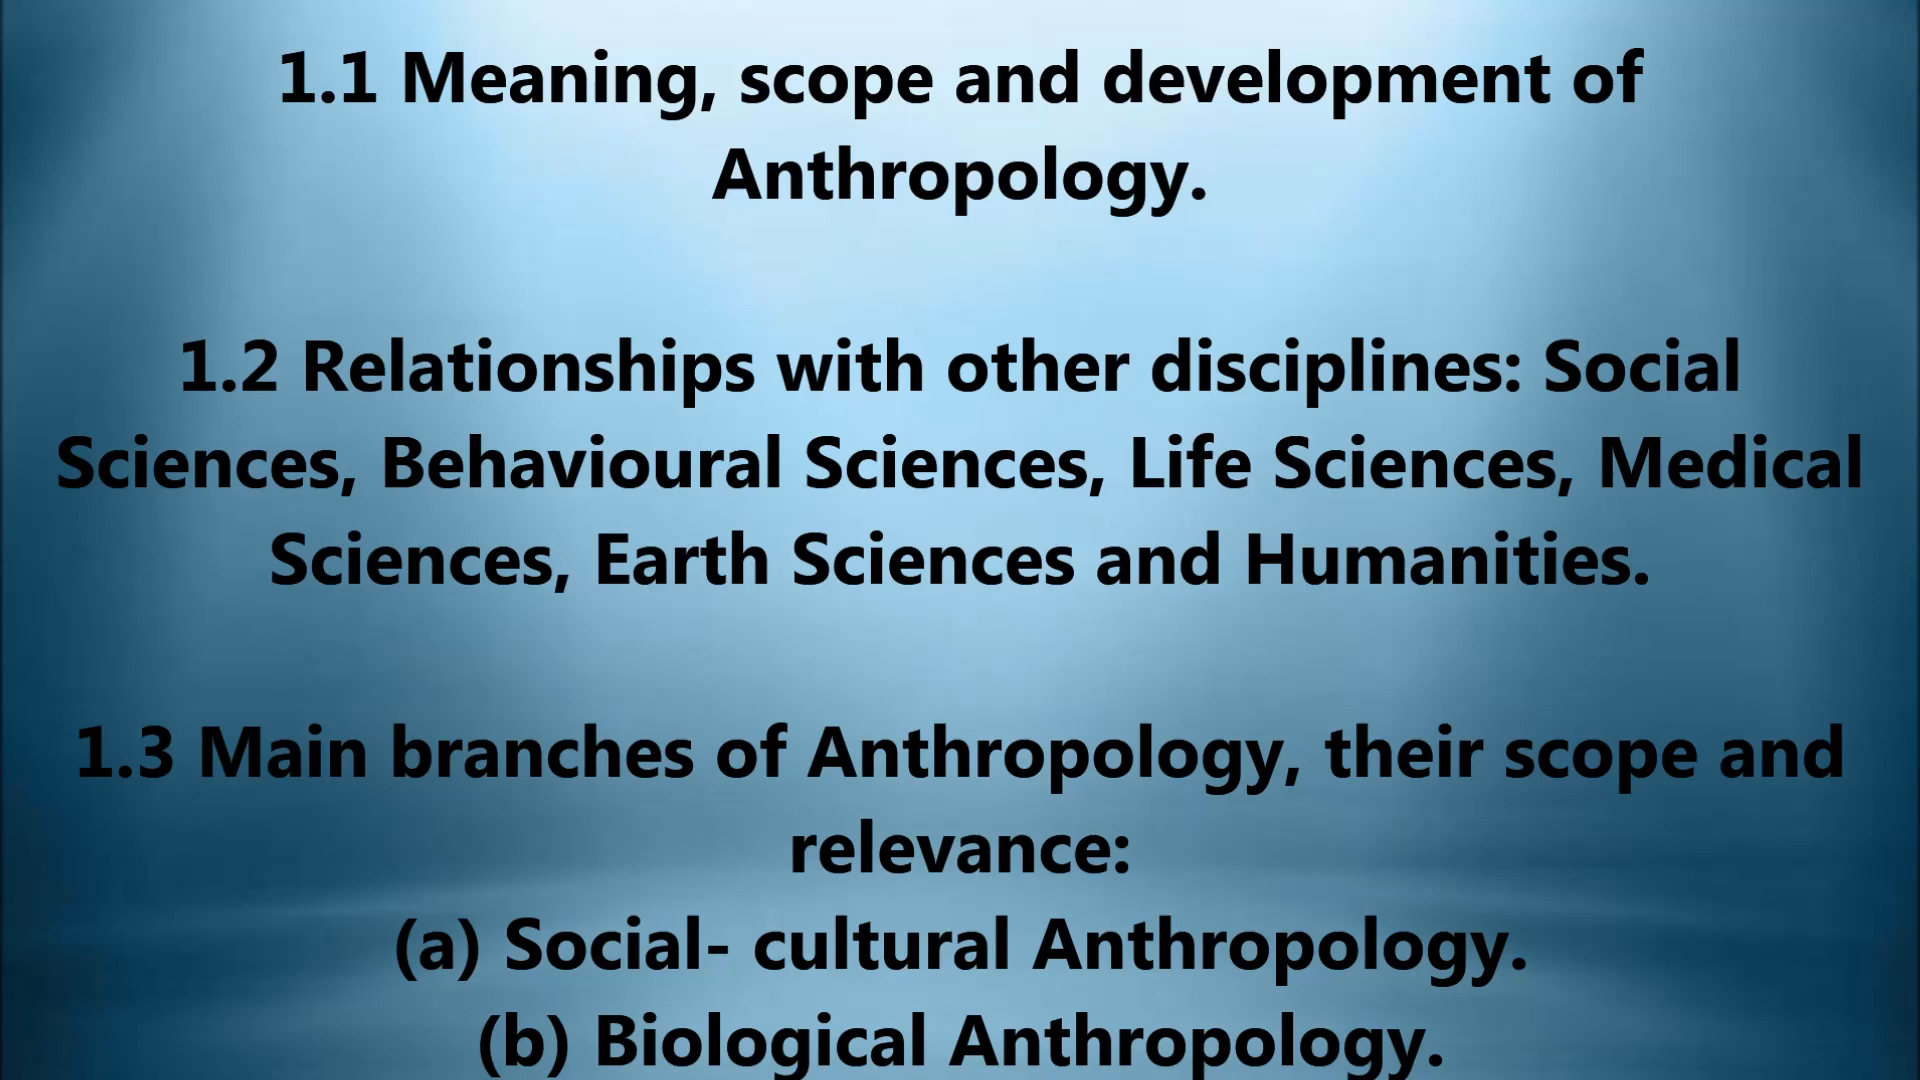 1.1 Meaning, scope and development of
Anthropology.
1.2 Relationships with other disciplines: Social
Sciences, Behavioural Sciences, Life Sciences, Medical
Sciences, Earth Sciences and Humanities.
1.3 Main branches of Anthropology, their scope and
relevance:
(a) Social- cultural Anthropology.
(b) Biological Anthropology.